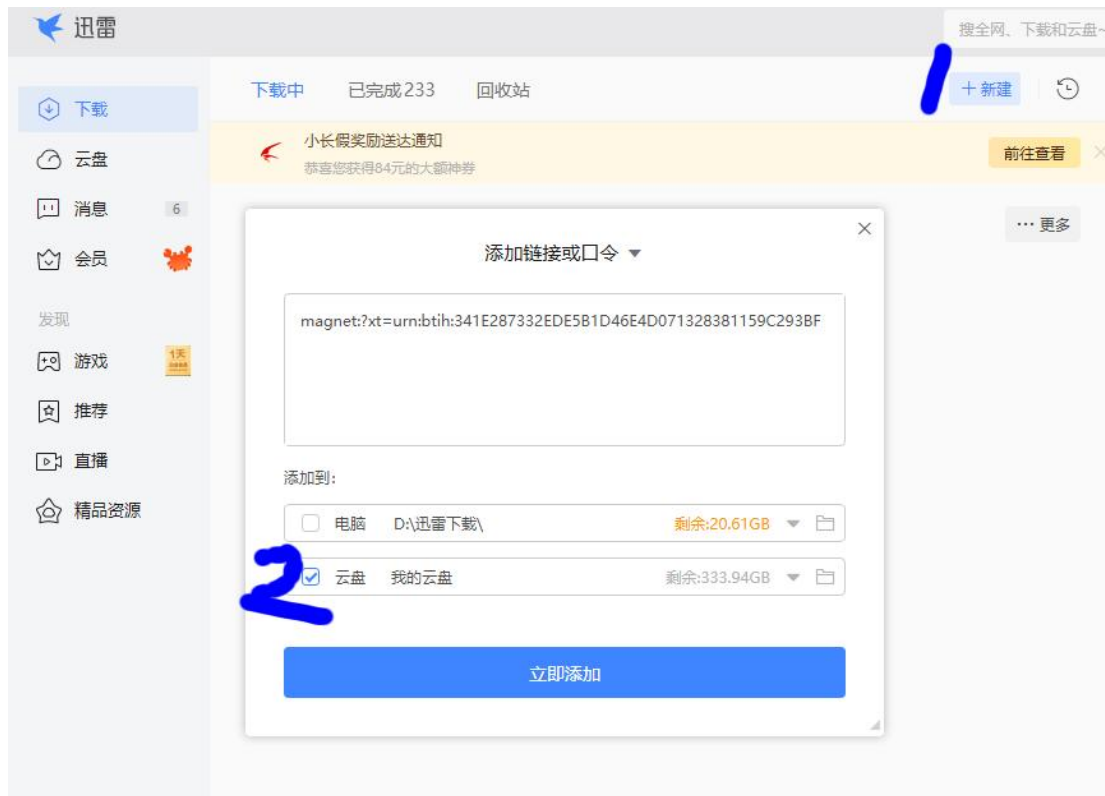 迅雷
搜全网、下载和云盘~
下载
云盘
消息 6
会员
发现
游戏 1天
推荐
直播
精品资源
下载中 已完成233 回收站
1
+新建
小长假奖励送达通知
恭喜您获得84元的大额神券
前往查看
··· 更多
添加链接或口令
magnet:?xt=urn:btih:341E287332EDE5B1D46E4D071328381159C293BF
添加到:
电脑 D:\迅雷下载\ 剩余:20.61GB
2
云盘 我的云盘 剩余:333.94GB
立即添加